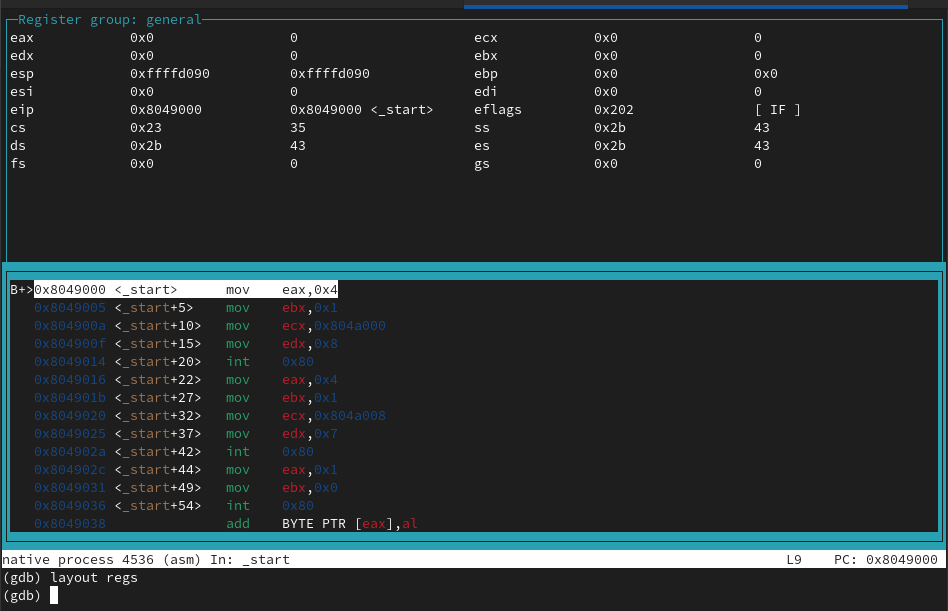 Register group: general
eax 0x0 0 ecx 0x0 0
edx 0x0 0 ebx 0x0 0
esp 0xffffd090 0xffffd090 ebp 0x0 0x0
esi 0x0 0 edi 0x0 0
eip 0x8049000 0x8049000 <_start> eflags 0x202 [ IF ]
cs 0x23 35 ss 0x2b 43
ds 0x2b 43 es 0x2b 43
fs 0x0 0 gs 0x0 0
B+>0x8049000 <_start> mov eax,0x4
0x8049005 <_start+5> mov ebx,0x1
0x804900a <_start+10> mov ecx,0x804a000
0x804900f <_start+15> mov edx,0x8
0x8049014 <_start+20> int 0x80
0x8049016 <_start+22> mov eax,0x4
0x804901b <_start+27> mov ebx,0x1
0x8049020 <_start+32> mov ecx,0x804a008
0x8049025 <_start+37> mov edx,0x7
0x804902a <_start+42> int 0x80
0x804902c <_start+44> mov eax,0x1
0x8049031 <_start+49> mov ebx,0x0
0x8049036 <_start+54> int 0x80
0x8049038 add BYTE PTR [eax],al
native process 4536 (asm) In: _start L9 PC: 0x8049000
(gdb) layout regs
(gdb)